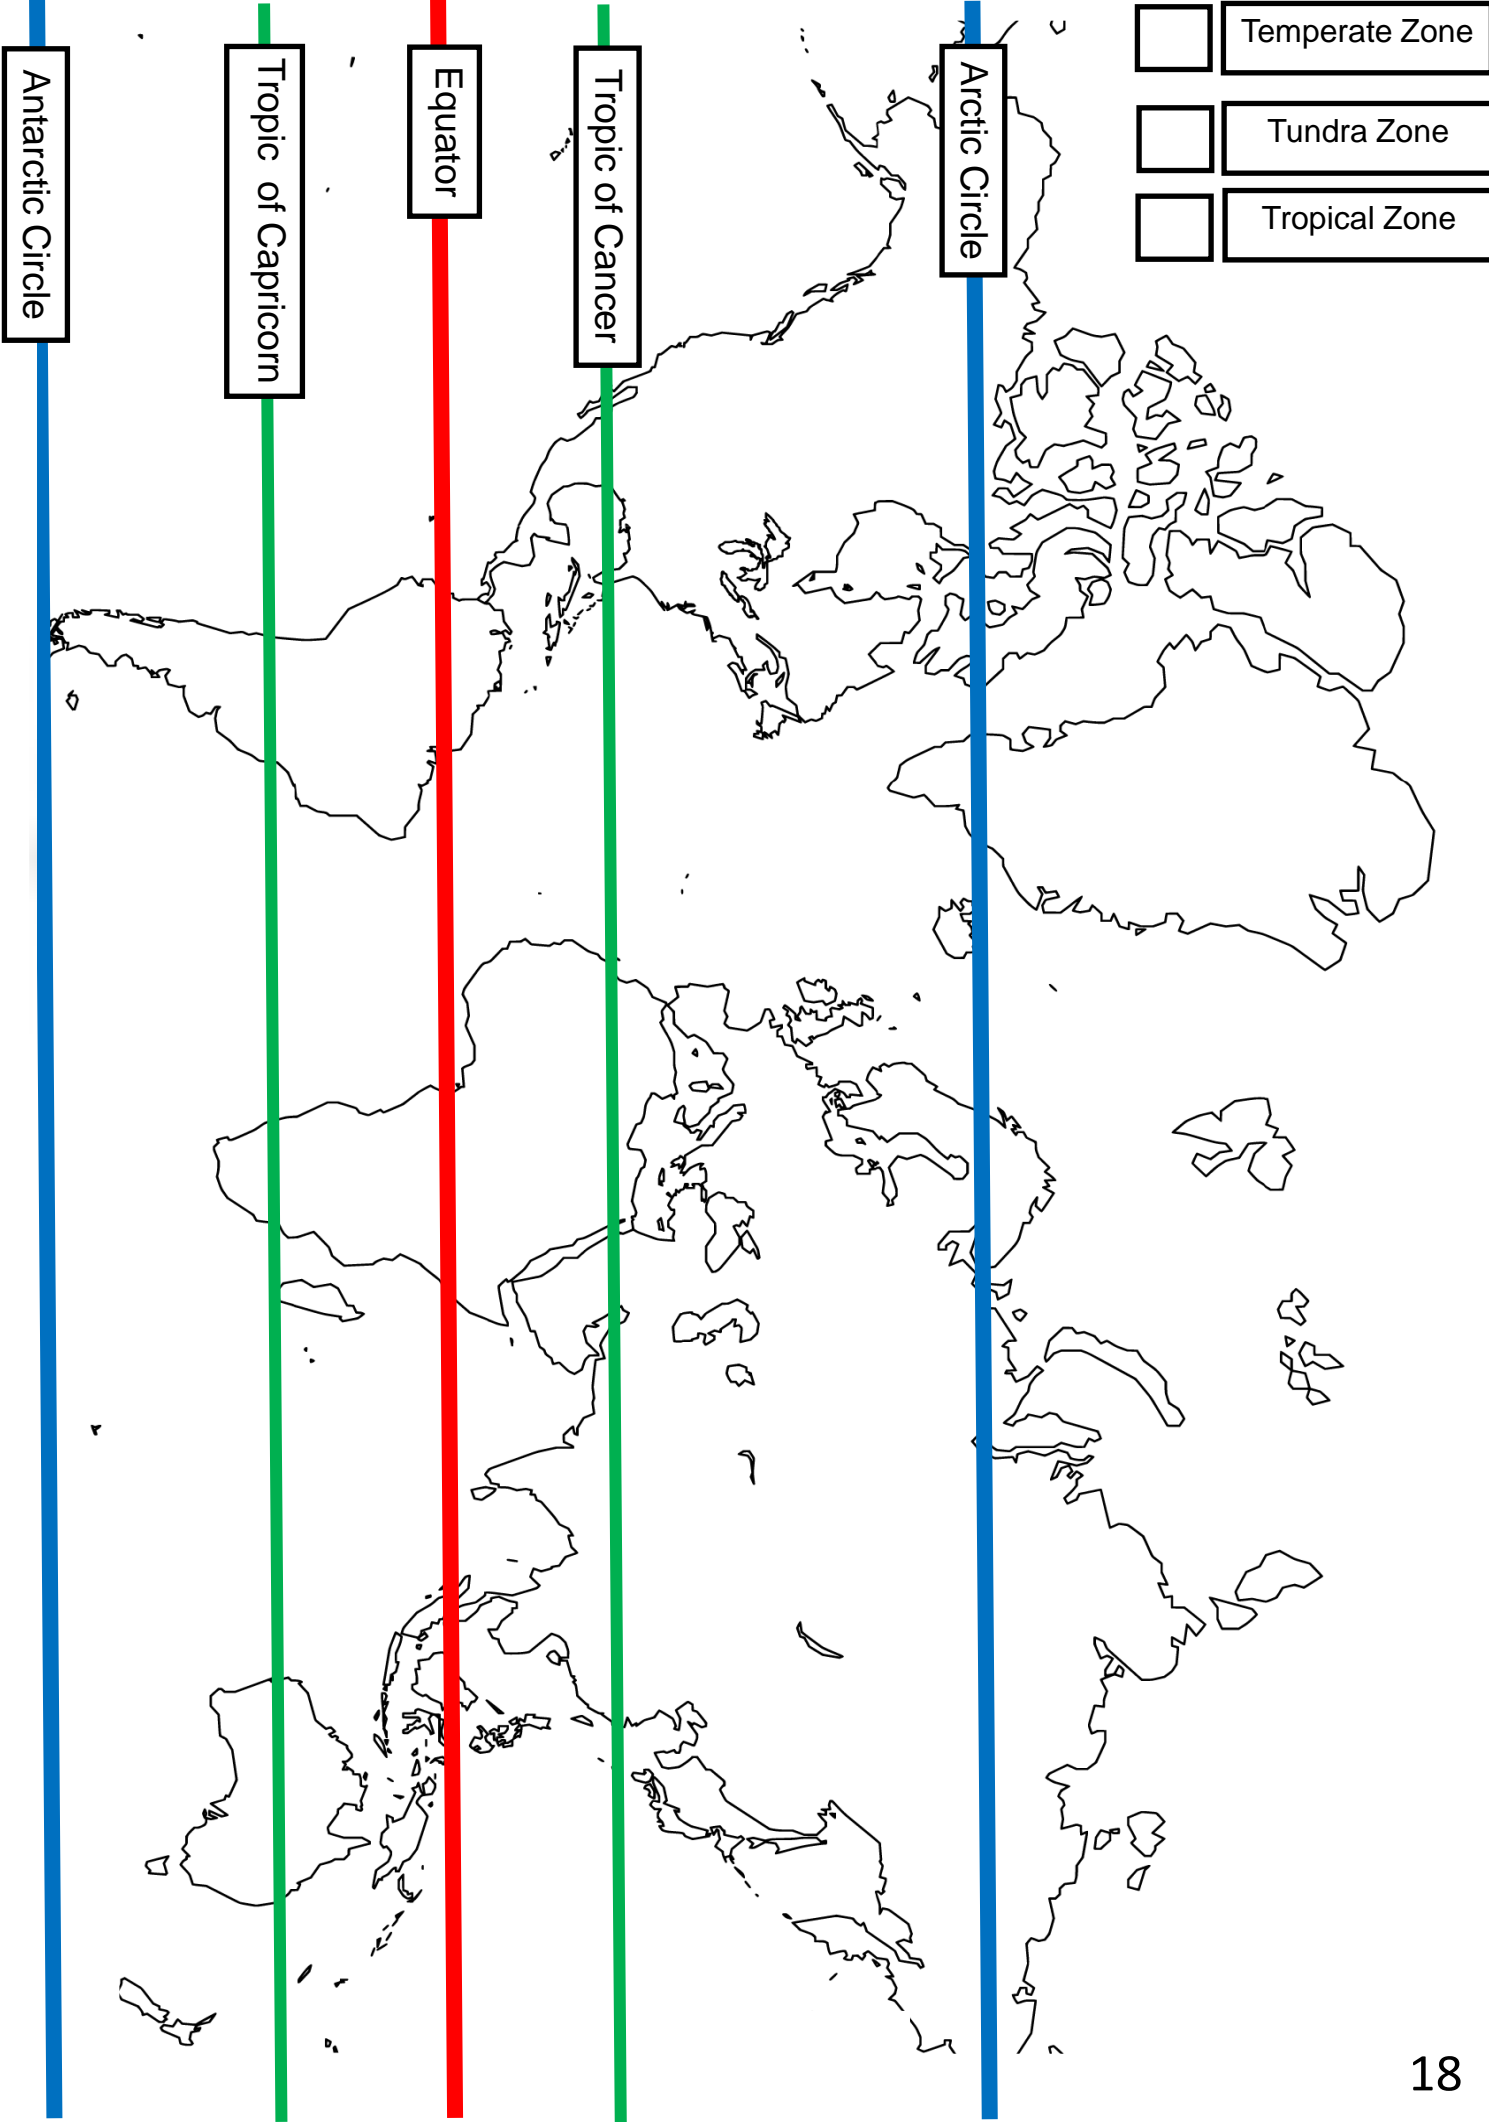 Temperate Zone
Tundra Zone
Tropical Zone
Arctic Circle
Tropic of Cancer
Equator
Tropic of Capricorn
Antarctic Circle
18